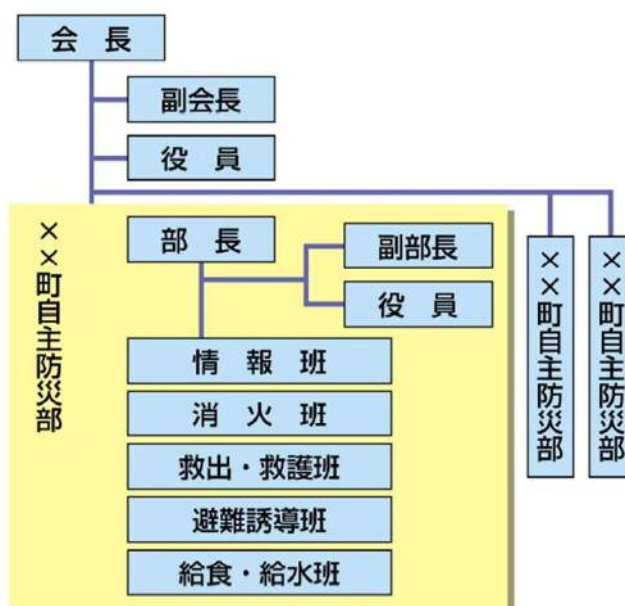 会 長
副会長
役 員
××町自主防災部
部 長
副部長
役 員
情 報 班
消 火 班
救出・救護班
避難誘導班
給食・給水班
××町自主防災部
××町自主防災部